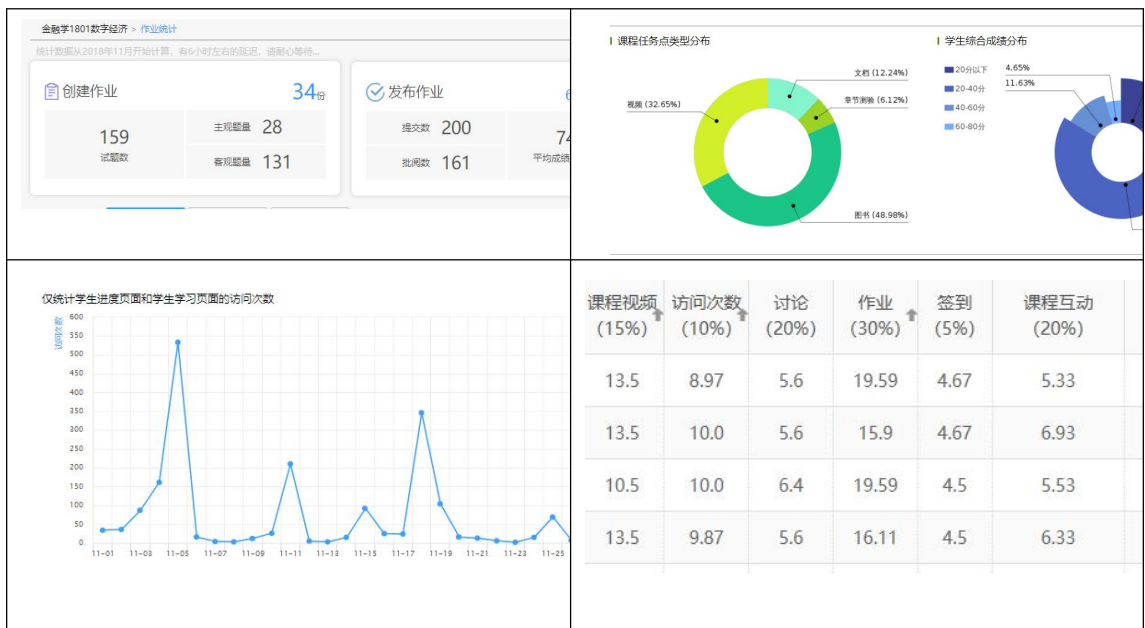 金融学1801数字经济 > 作业统计
统计数据从2018年11月开始计算，有6小时左右的延迟，请耐心等待...
创建作业 34份
159 试题数
主观题量 28
客观题量 131
发布作业
提交数 200
批阅数 161
平均成绩
课程任务点类型分布
文档 (12.24%)
章节测验 (6.12%)
视频 (32.65%)
图书 (48.98%)
学生综合成绩分布
20分以下
20-40分
40-60分
60-80分
4.65%
11.63%
仅统计学生进度页面和学生学习页面的访问次数
访问次数
600
550
500
450
400
350
300
250
200
150
100
50
0
11-01 11-03 11-05 11-07 11-09 11-11 11-13 11-15 11-17 11-19 11-21 11-23 11-25
课程视频 访问次数 讨论 作业 签到 课程互动
(15%) (10%) (20%) (30%) (5%) (20%)
13.5 8.97 5.6 19.59 4.67 5.33
13.5 10.0 5.6 15.9 4.67 6.93
10.5 10.0 6.4 19.59 4.5 5.53
13.5 9.87 5.6 16.11 4.5 6.33